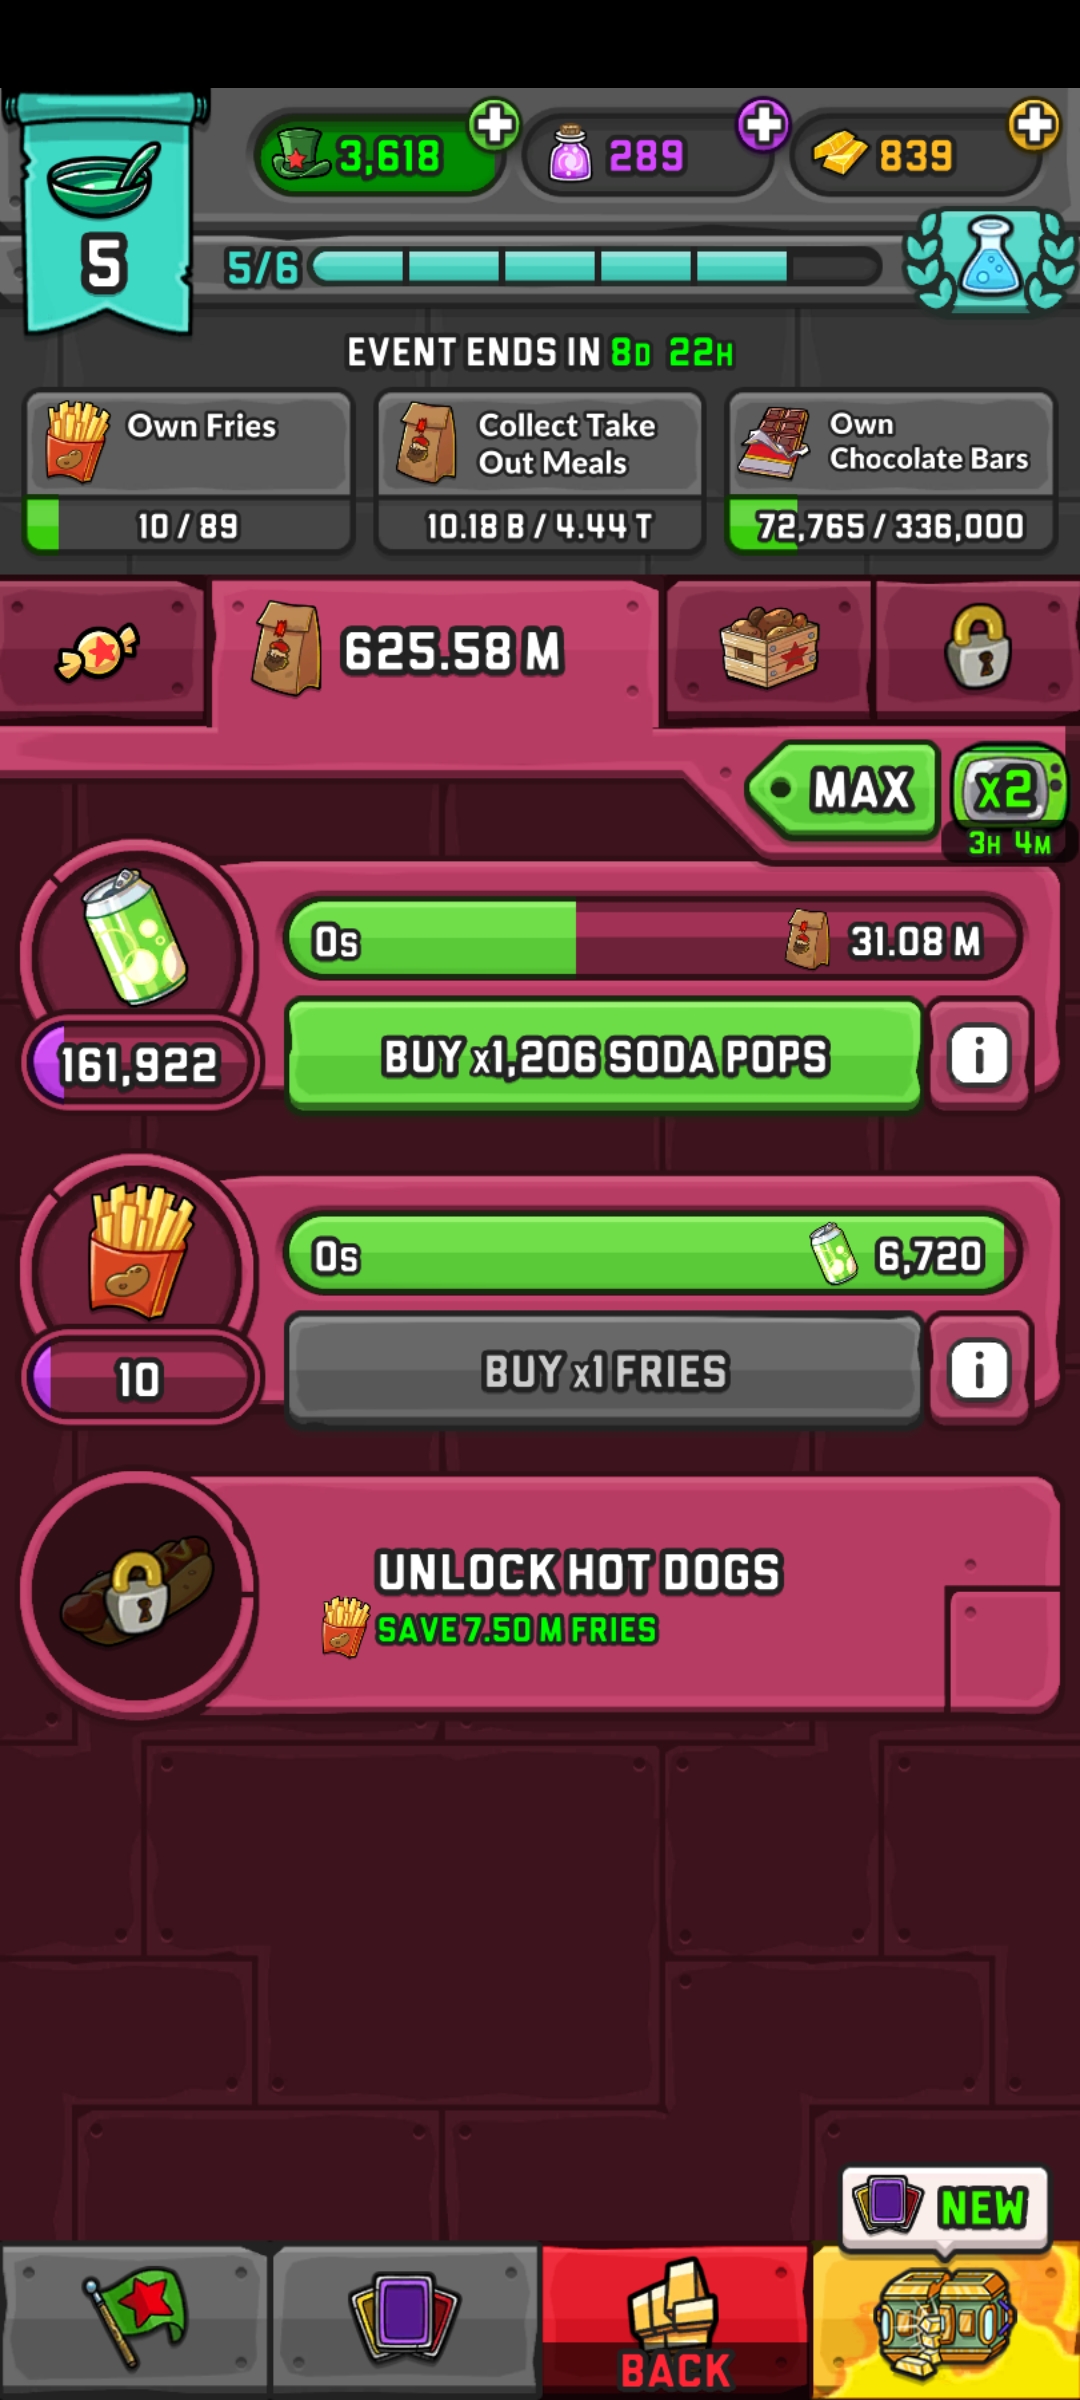 3,618
289
839
5
5/6
EVENT ENDS IN 8D 22H
Own Fries
10 / 89
Collect Take
Out Meals
10.18 B / 4.44 T
Own
Chocolate Bars
72,765 / 336,000
625.58 M
MAX
x2
3H 4M
0s
31.08 M
161,922
BUY x1,206 SODA POPS
i
0s
6,720
10
BUY x1 FRIES
i
UNLOCK HOT DOGS
SAVE 7.50 M FRIES
NEW
BACK